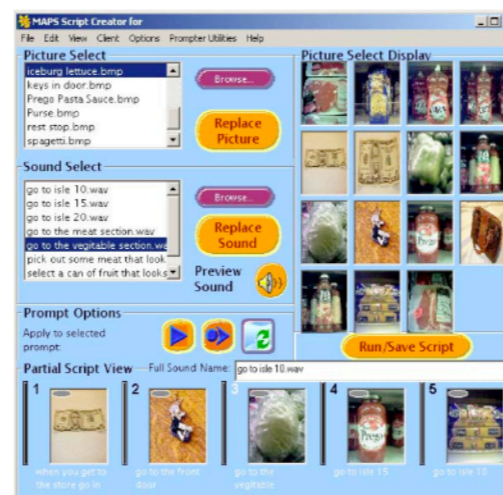 MAPS Script Creator for
File Edit View Client Options Prompter Utilities Help
Picture Select
iceburg lettuce.bmp
keys in door.bmp
Prego Pasta Sauce.bmp
Purse.bmp
rest stop.bmp
spagetti.bmp
Browse...
Replace
Picture
Picture Select Display
Sound Select
go to isle 10.wav
go to isle 15.wav
go to isle 20.wav
go to the meat section.wav
go to the vegitable section.wa
pick out some meat that look
select a can of fruit that looks
Browse...
Replace
Sound
Preview
Sound
Prompt Options
Apply to selected
prompt:
Run/Save Script
Partial Script View
Full Sound Name: go to isle 10.wav
1
2
3
4
5
Prego
when you get to
the store go in
go to the front
door
go to the
vegitable
go to isle 15
go to isle 10